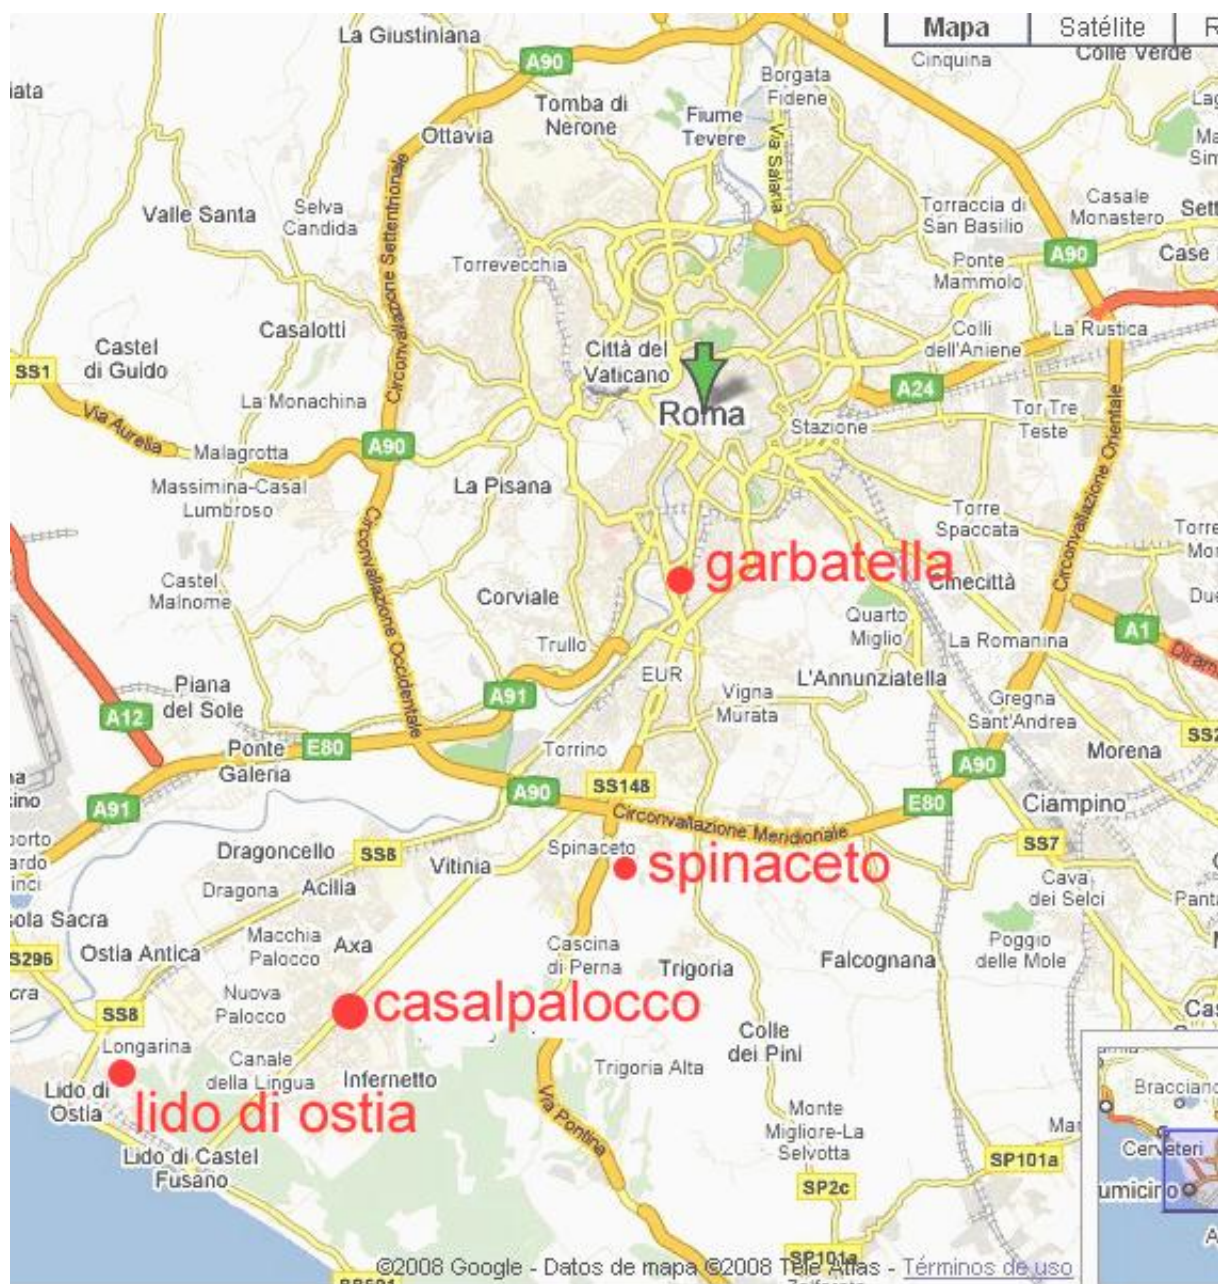 Mapa
Satélite
La Giustiniana
A90
Cinquina
Colle Verde
Borgata
Fidene
Tomba di
Nerone
Fiume
Tevere
Ottavia
Via Salaria
Valle Santa
Selva
Candida
Circonvallazione Settentrionale
Torraccia di
San Basilio
Casale
Monastero
A90
Torrevecchia
Ponte
Mammolo
Casalotti
Castel
di Guido
SS1
Città del
Vaticano
Colli
dell'Aniene
La Rustica
La Monachina
Via Aurelia
Roma
A24
Stazione
Tor Tre
Teste
Malagrotta
A90
Massimina-Casal
Lumbroso
La Pisana
Circonvallazione Orientale
Torre
Spaccata
Circonvallazione Occidentale
garbatella
Castel
Malnome
Corviale
Cinecittà
Quarto
Miglio
Trullo
La Romanina
A1
EUR
L'Annunziatella
Piana
del Sole
A12
A91
Vigna
Murata
Gregna
Sant'Andrea
Ponte
Galeria
E80
Torrino
Morena
A91
A90
SS148
A90
E80
Circonvallazione Meridionale
Ciampino
Dragoncello
SS8
Vitinia
Spinaceto
spinaceto
SS7
Dragona
Acilia
Cava
dei Selci
Ostia Antica
Macchia
Palocco
Axa
Cascina
di Perna
Trigoria
Falcognana
Poggio
delle Mole
S296
Nuova
Palocco
casalpalocco
SS8
Longarina
Canale
della Lingua
Infernetto
Colle
dei Pini
Trigoria Alta
Lido di
Ostia
lido di ostia
Via Pontina
Bracciano
Monte
Migliore-La
Selvotta
Cerveteri
Lido di Castel
Fusano
SP101a
SP2c
umicino
©2008 Google - Datos de mapa ©2008 Tele Atlas - Términos de uso
SP101a